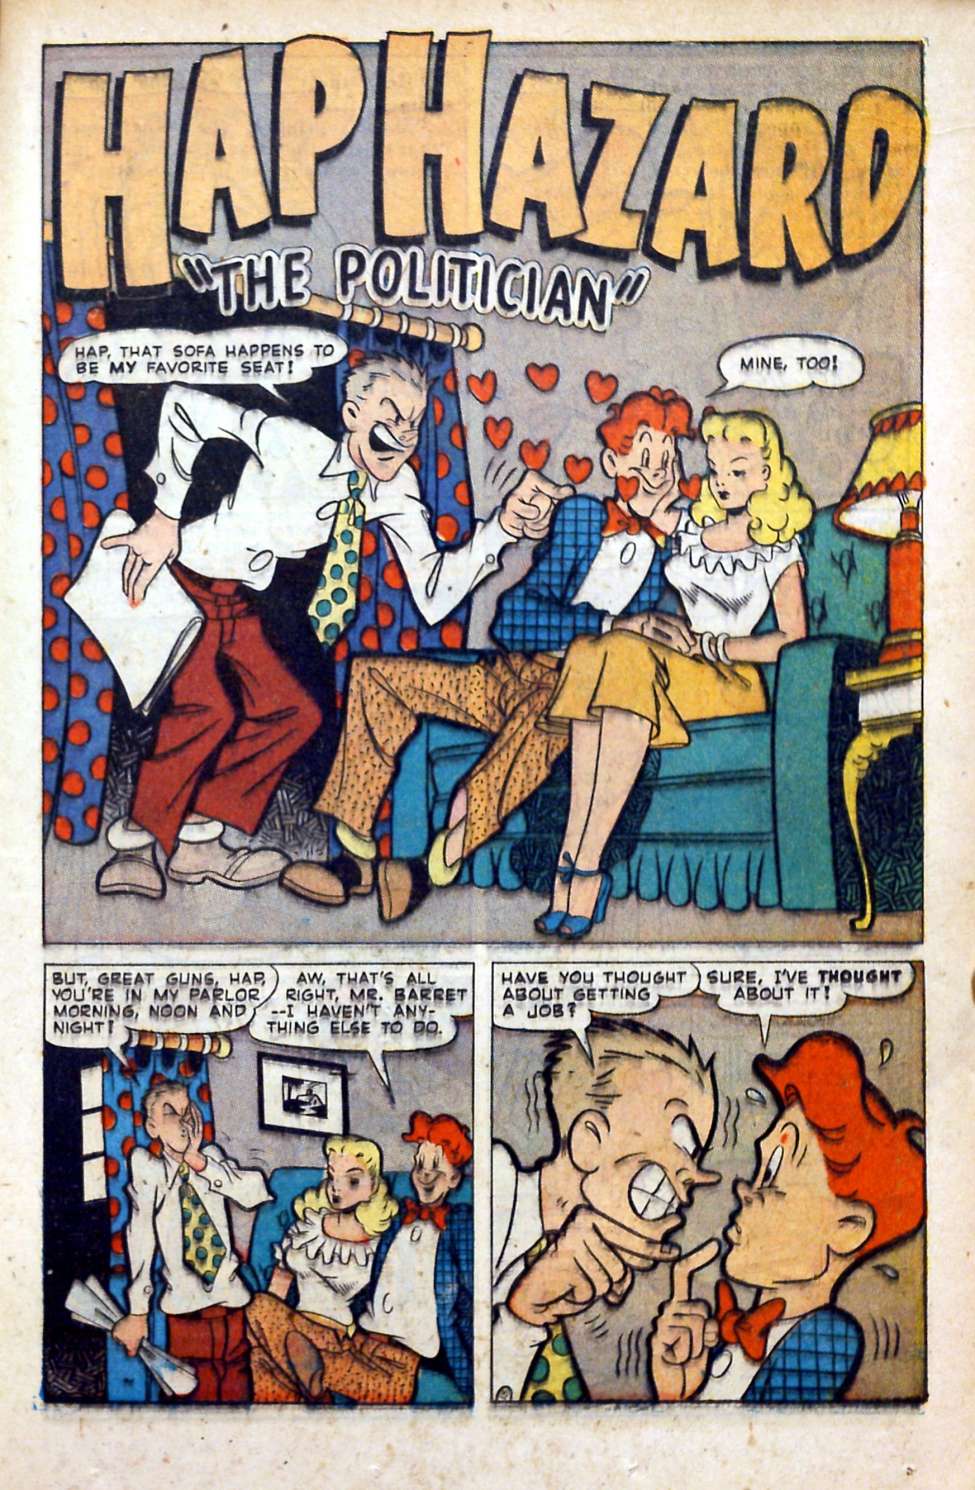 HAP HAZARD
"THE POLITICIAN"
HAP, THAT SOFA HAPPENS TO
BE MY FAVORITE SEAT!
MINE, TOO!
BUT, GREAT GUNS, HAP,
YOU'RE IN MY PARLOR
MORNING, NOON AND
NIGHT!
AW, THAT'S ALL
RIGHT, MR. BARRET
--I HAVEN'T ANY-
THING ELSE TO DO.
HAVE YOU THOUGHT
ABOUT GETTING
A JOB?
SURE, I'VE THOUGHT
ABOUT IT!